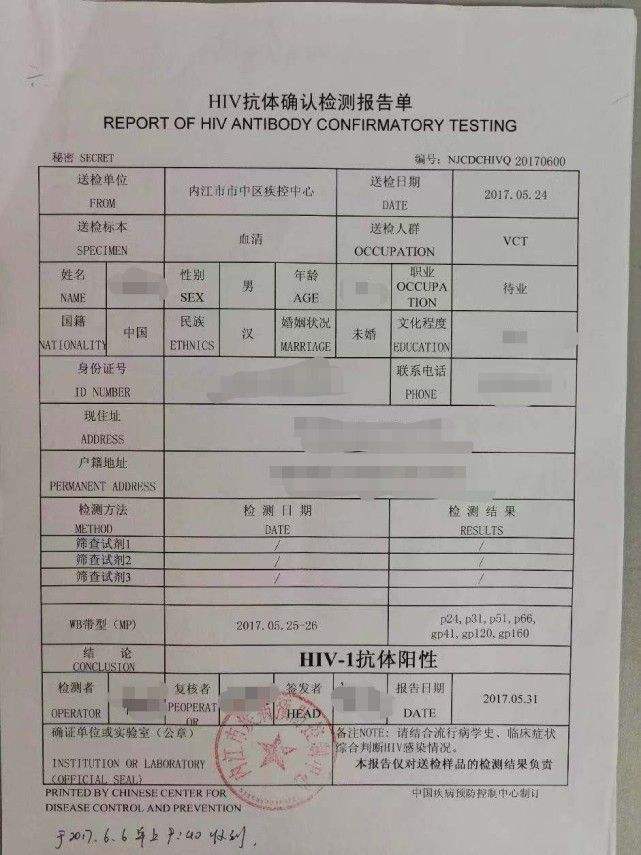 HIV抗体确认检测报告单
REPORT OF HIV ANTIBODY CONFIRMATORY TESTING
秘密 SECRET 编号: NJCDCHIVQ 20170600
送检单位 FROM 内江市市中区疾控中心 送检日期 DATE 2017.05.24
送检标本 SPECIMEN 血清 送检人群 OCCUPATION VCT
姓名 NAME 性别 SEX 男 年龄 AGE 职业 OCCUPATION 待业
国籍 NATIONALITY 中国 民族 ETHNICS 汉 婚姻状况 MARRIAGE 未婚 文化程度 EDUCATION
身份证号 ID NUMBER 联系电话 PHONE
现住址 ADDRESS
户籍地址 PERMANENT ADDRESS
检测方法 METHOD 检测日期 DATE 检测结果 RESULTS
筛查试剂1 / /
筛查试剂2 / /
筛查试剂3 / /
WB带型 (MP) 2017.05.25-26 p24,p31,p51,p66, gp41,gp120,gp160
结论 CONCLUSION HIV-1抗体阳性
检测者 OPERATOR 复核者 PEOPERATOR 签发者 HEAD 报告日期 DATE 2017.05.31
确证单位或实验室（公章）
INSTITUTION OR LABORATORY
(OFFICIAL SEAL)
备注NOTE: 请结合流行病学史、临床症状
综合判断HIV感染情况。
本报告仅对送检样品的检测结果负责
PRINTED BY CHINESE CENTER FOR
DISEASE CONTROL AND PREVENTION
中国疾病预防控制中心制订
于2017.6.6 9:40 收到.